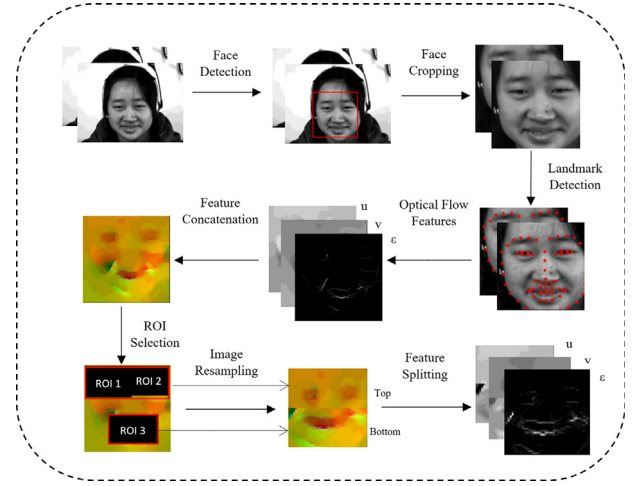 Face
Detection
Face
Cropping
Landmark
Detection
Feature
Concatenation
u
v
ε
Optical Flow
Features
ROI
Selection
ROI 1
ROI 2
ROI 3
Image
Resampling
Top
Bottom
Feature
Splitting
u
v
ε